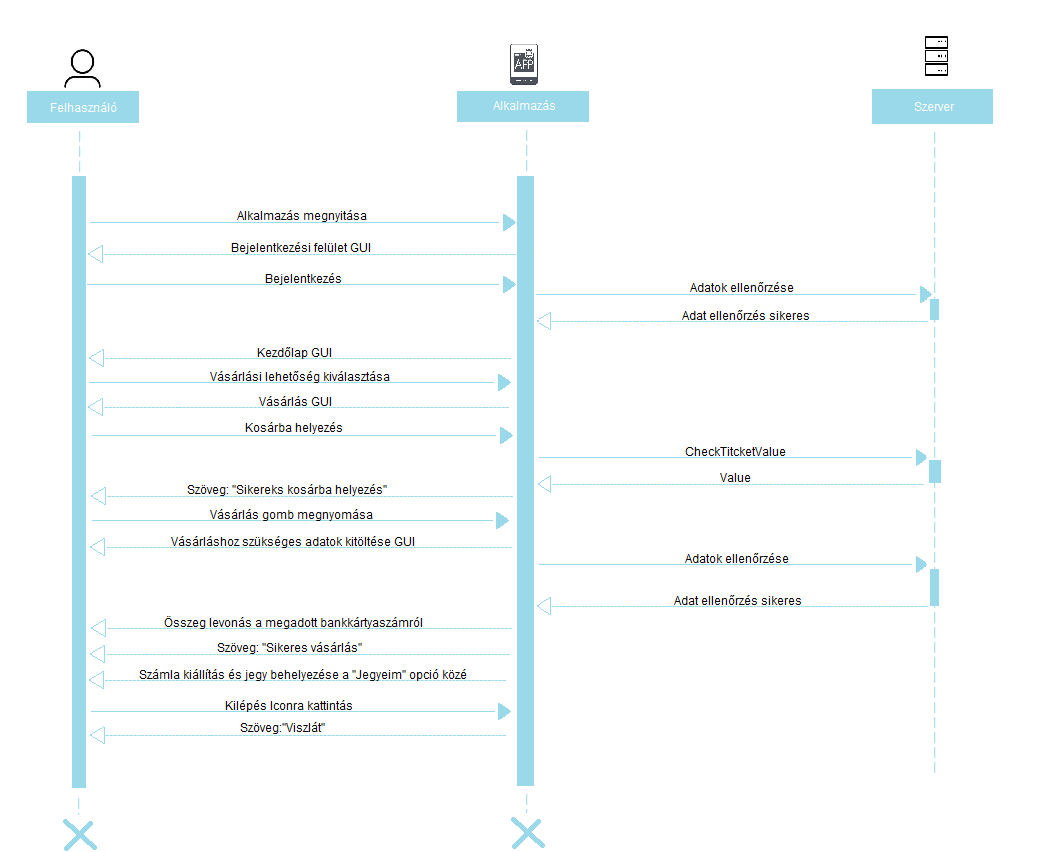 APP
Felhasználó
Alkalmazás
Szerver
Alkalmazás megnyitása
Bejelentkezési felület GUI
Bejelentkezés
Adatok ellenőrzése
Adat ellenőrzés sikeres
Kezdőlap GUI
Vásárlási lehetőség kiválasztása
Vásárlás GUI
Kosárba helyezés
CheckTitcketValue
Value
Szöveg: "Sikereks kosárba helyezés"
Vásárlás gomb megnyomása
Vásárláshoz szükséges adatok kitöltése GUI
Adatok ellenőrzése
Adat ellenőrzés sikeres
Összeg levonás a megadott bankkártyaszámról
Szöveg: "Sikeres vásárlás"
Számla kiállítás és jegy behelyezése a "Jegyeim" opció közé
Kilépés Iconra kattintás
Szöveg:"Viszlát"